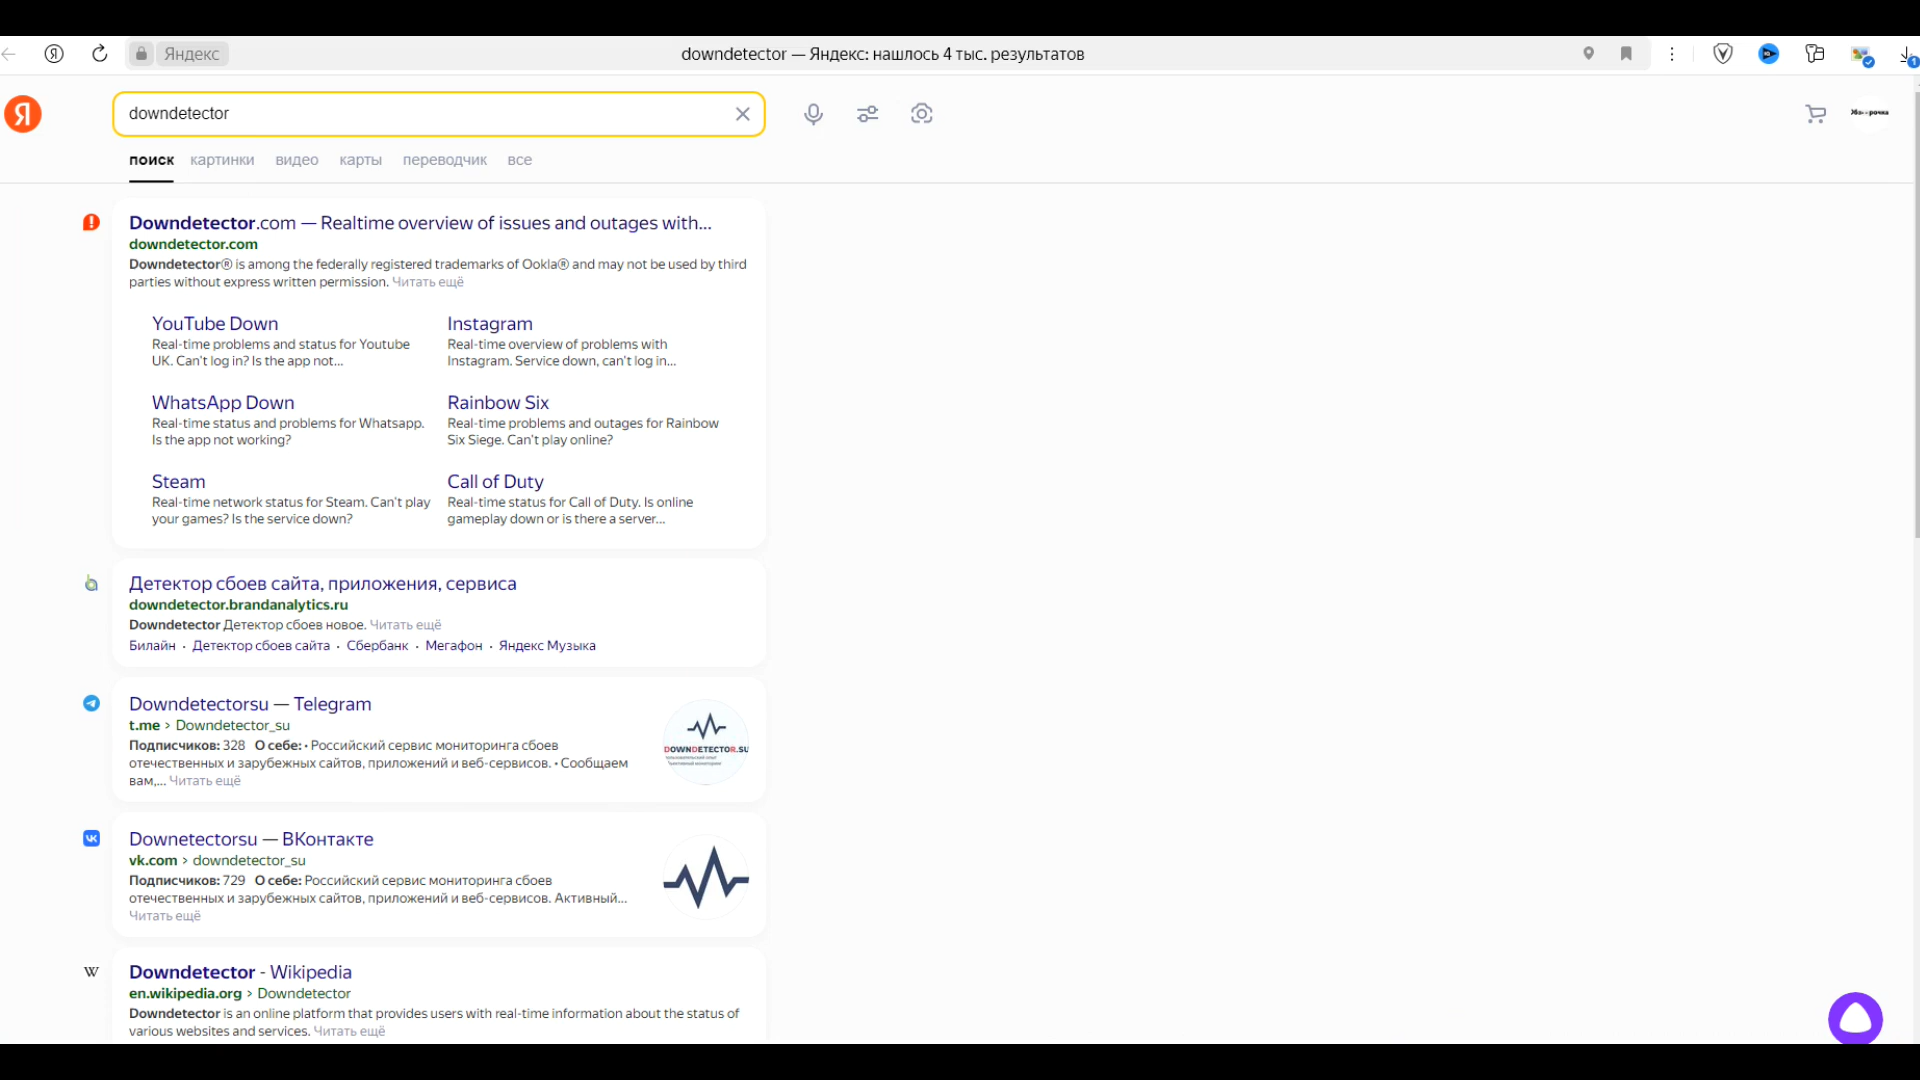 Яндекс
downdetector — Яндекс: нашлось 4 тыс. результатов
1
Я
downdetector
поиск картинки видео карты переводчик все
Downdetector.com — Realtime overview of issues and outages with...
downdetector.com
Downdetector® is among the federally registered trademarks of Ookla® and may not be used by third
parties without express written permission. Читать ещё
YouTube Down
Real-time problems and status for Youtube
UK. Can't log in? Is the app not...
Instagram
Real-time overview of problems with
Instagram. Service down, can't log in...
WhatsApp Down
Real-time status and problems for Whatsapp.
Is the app not working?
Rainbow Six
Real-time problems and outages for Rainbow
Six Siege. Can't play online?
Steam
Real-time network status for Steam. Can't play
your games? Is the service down?
Call of Duty
Real-time status for Call of Duty. Is online
gameplay down or is there a server...
Детектор сбоев сайта, приложения, сервиса
downdetector.brandanalytics.ru
Downdetector Детектор сбоев новое. Читать ещё
Билайн · Детектор сбоев сайта · Сбербанк · Мегафон · Яндекс Музыка
Downdetectorsu — Telegram
t.me › Downdetector_su
Подписчиков: 328 О себе: • Российский сервис мониторинга сбоев
отечественных и зарубежных сайтов, приложений и веб-сервисов. • Сообщаем
вам,... Читать ещё
DOWNDETECTOR.SU
Downetectorsu — ВКонтакте
vk.com › downdetector_su
Подписчиков: 729 О себе: Российский сервис мониторинга сбоев
отечественных и зарубежных сайтов, приложений и веб-сервисов. Активный...
Читать ещё
W
Downdetector - Wikipedia
en.wikipedia.org › Downdetector
Downdetector is an online platform that provides users with real-time information about the status of
various websites and services. Читать ещё